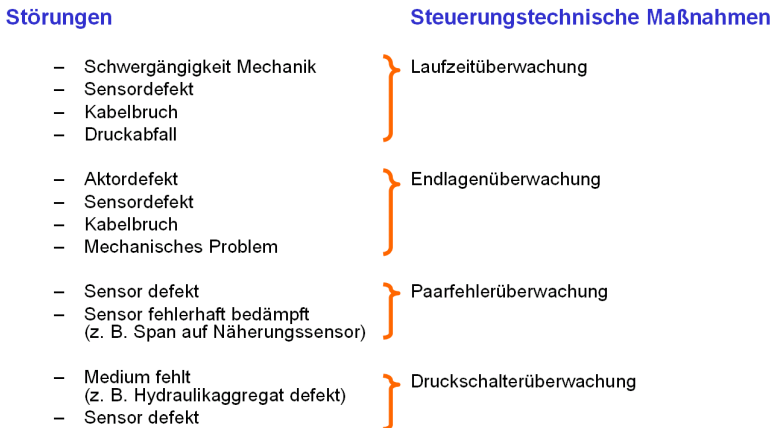 Störungen Steuerungstechnische Maßnahmen
– Schwergängigkeit Mechanik Laufzeitüberwachung
– Sensordefekt
– Kabelbruch
– Druckabfall
– Aktordefekt Endlagenüberwachung
– Sensordefekt
– Kabelbruch
– Mechanisches Problem
– Sensor defekt Paarfehlerüberwachung
– Sensor fehlerhaft bedämpft
(z. B. Span auf Näherungssensor)
– Medium fehlt Druckschalterüberwachung
(z. B. Hydraulikaggregat defekt)
– Sensor defekt